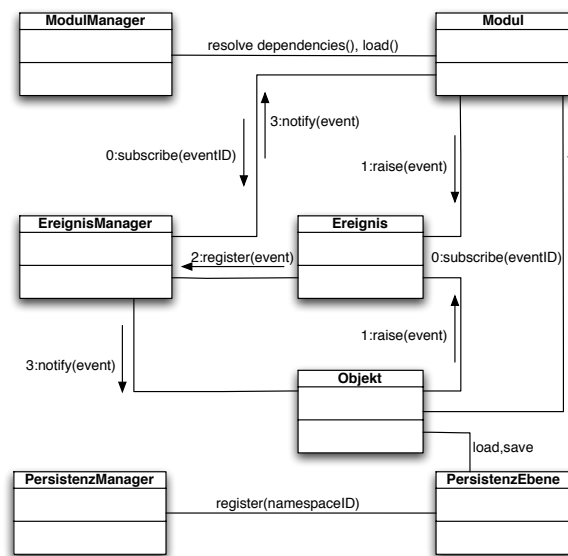 ModulManager
Modul
resolve dependencies(), load()
3:notify(event)
0:subscribe(eventID)
1:raise(event)
EreignisManager
Ereignis
2:register(event)
0:subscribe(eventID)
1:raise(event)
3:notify(event)
Objekt
load,save
PersistenzManager
PersistenzEbene
register(namespaceID)